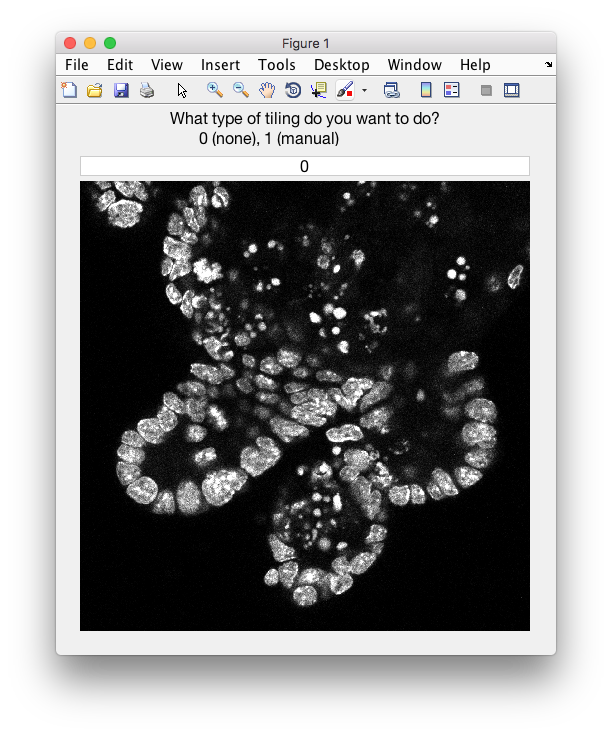 Figure 1
File Edit View Insert Tools Desktop Window Help
What type of tiling do you want to do?
0 (none), 1 (manual)
0